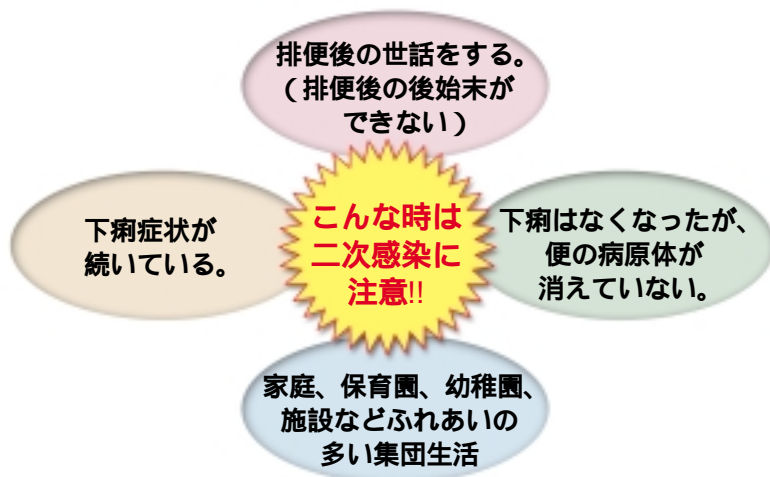 排便後の世話をする。
（排便後の後始末が
できない）
下痢症状が
続いている。
こんな時は
二次感染に
注意!!
下痢はなくなったが、
便の病原体が
消えていない。
家庭、保育園、幼稚園、
施設などふれあいの
多い集団生活